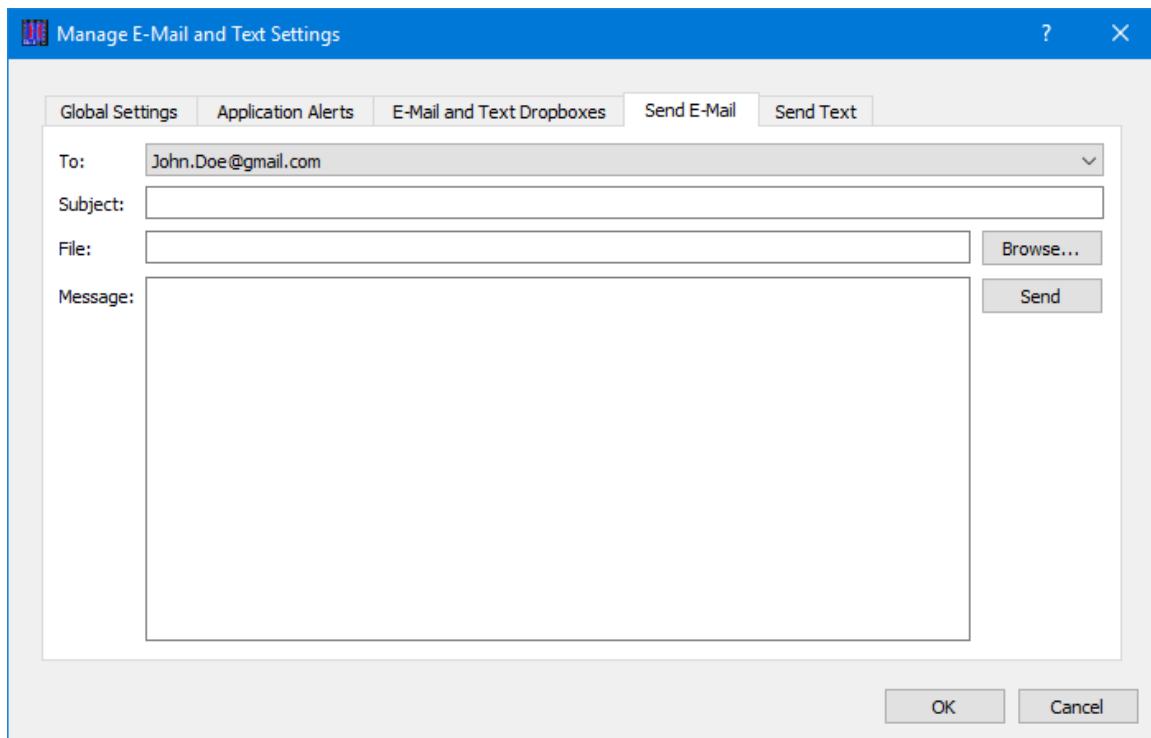 Manage E-Mail and Text Settings ?
Global Settings Application Alerts E-Mail and Text Dropboxes Send E-Mail Send Text
To: John.Doe@gmail.com
Subject:
File: Browse...
Message: Send
OK Cancel